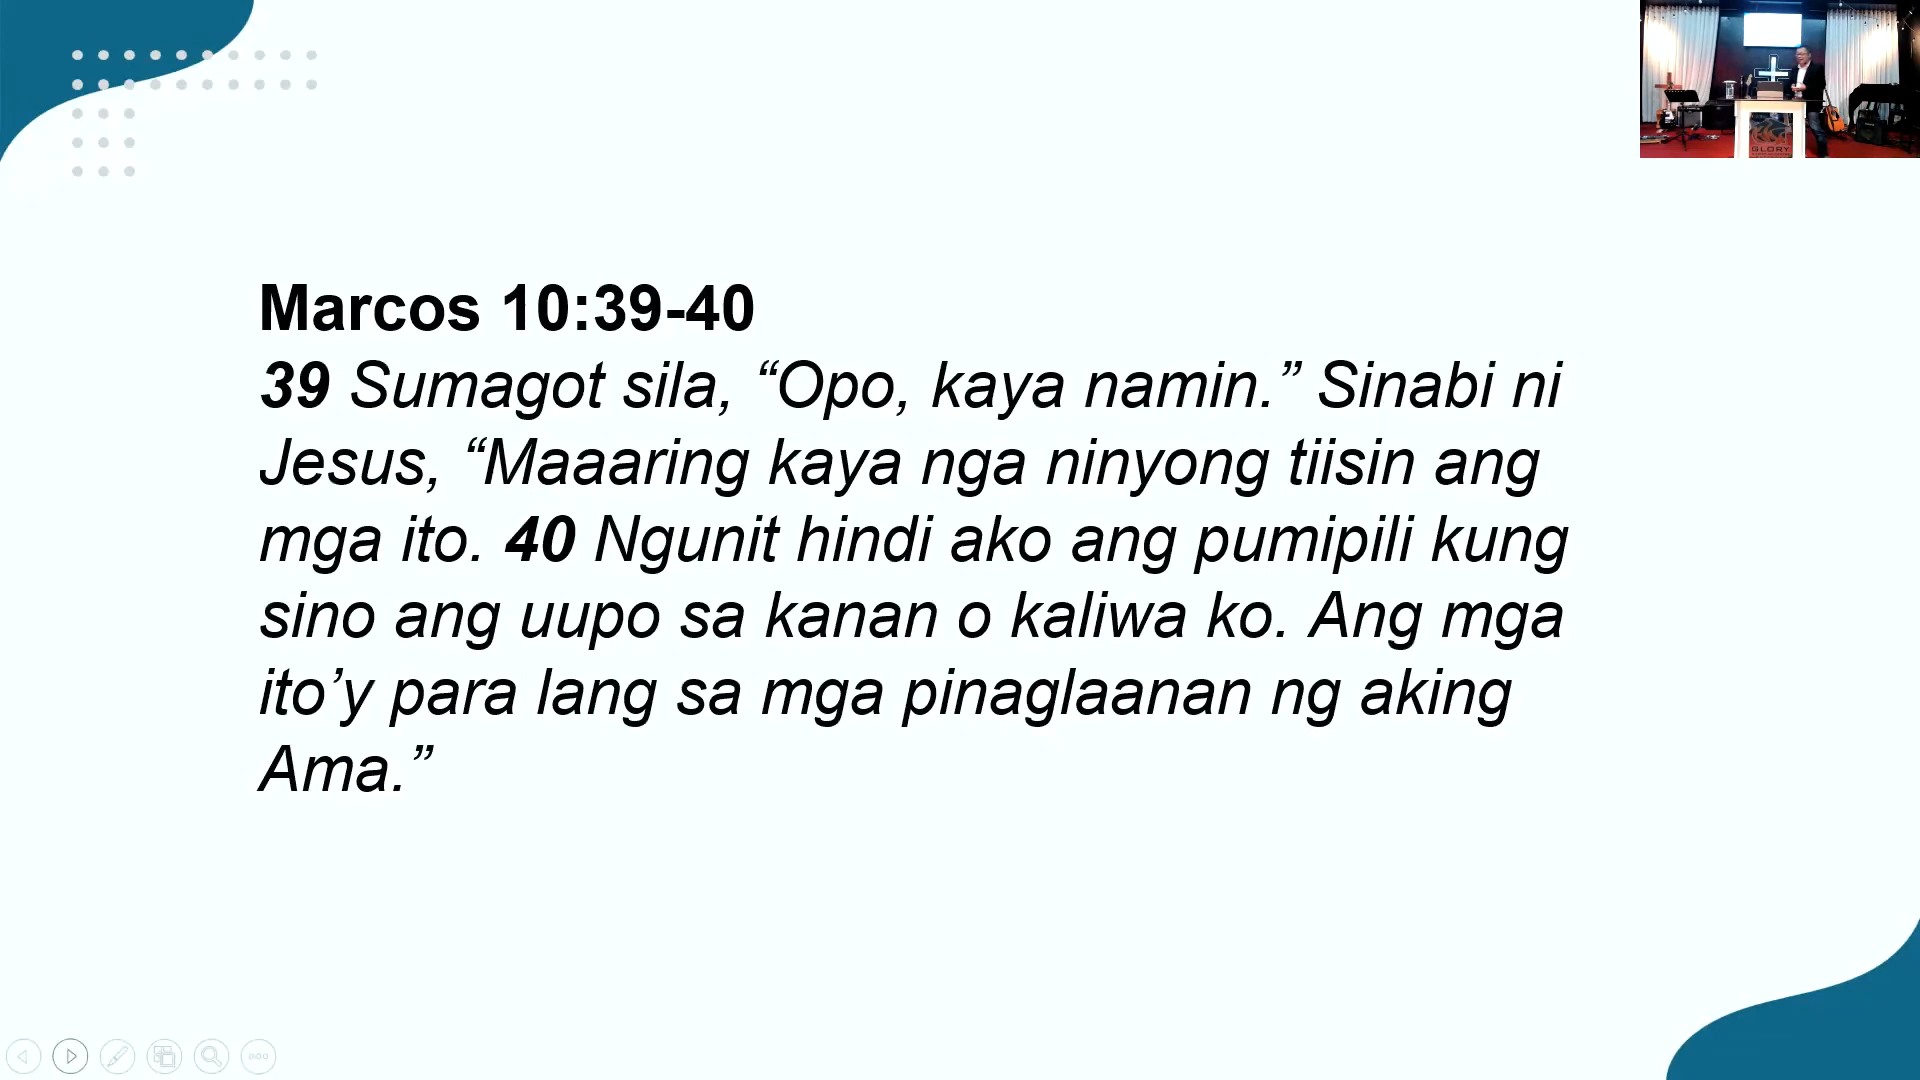 Marcos 10:39-40
39 Sumagot sila, “Opo, kaya namin.” Sinabi ni
Jesus, “Maaaring kaya nga ninyong tiisin ang
mga ito. 40 Ngunit hindi ako ang pumipili kung
sino ang uupo sa kanan o kaliwa ko. Ang mga
ito’y para lang sa mga pinaglaanan ng aking
Ama.”
GLORY